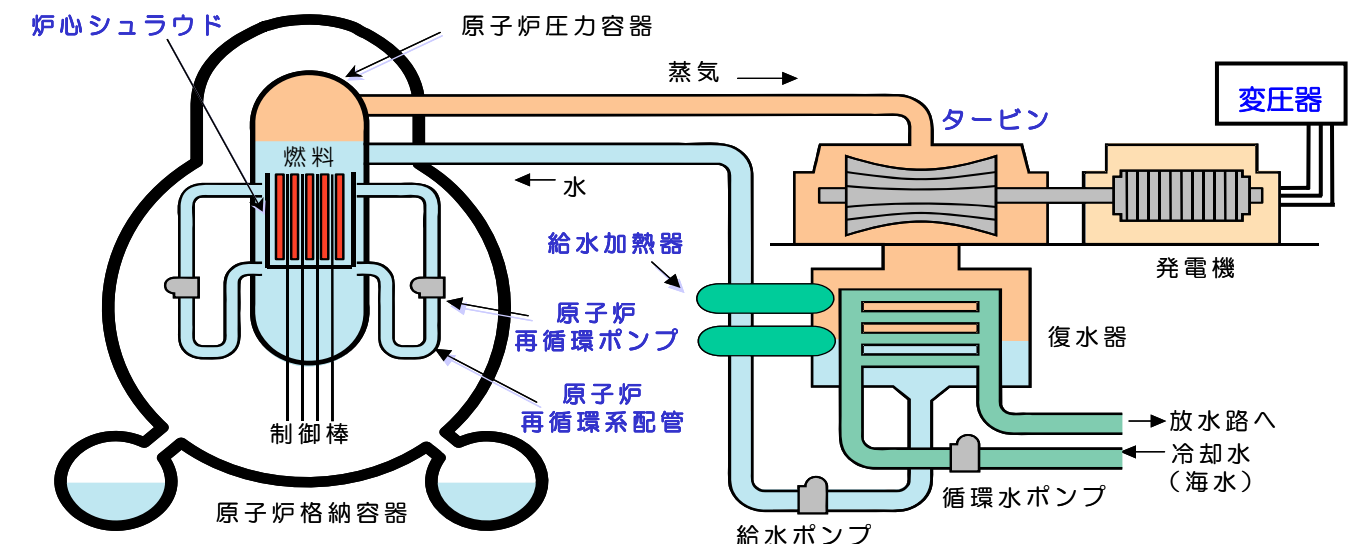 炉心シュラウド
原子炉圧力容器
蒸気
変圧器
タービン
燃料
水
給水加熱器
発電機
原子炉
再循環ポンプ
復水器
原子炉
再循環系配管
制御棒
放水路へ
冷却水
（海水）
循環水ポンプ
原子炉格納容器
給水ポンプ